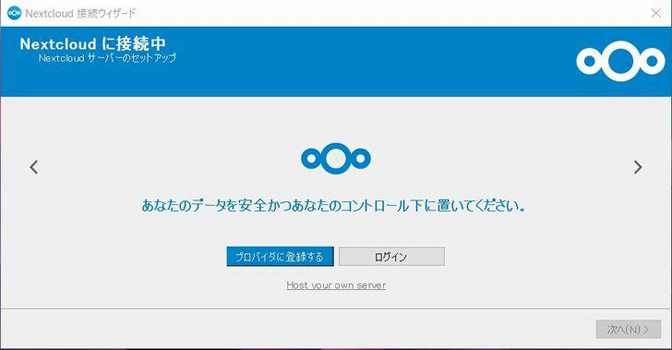 Nextcloud 接続ウィザード
Nextcloud に接続中
Nextcloud サーバーのセットアップ
あなたのデータを安全かつあなたのコントロール下に置いてください。
プロバイダに登録する
ログイン
Host your own server
次へ(N) >